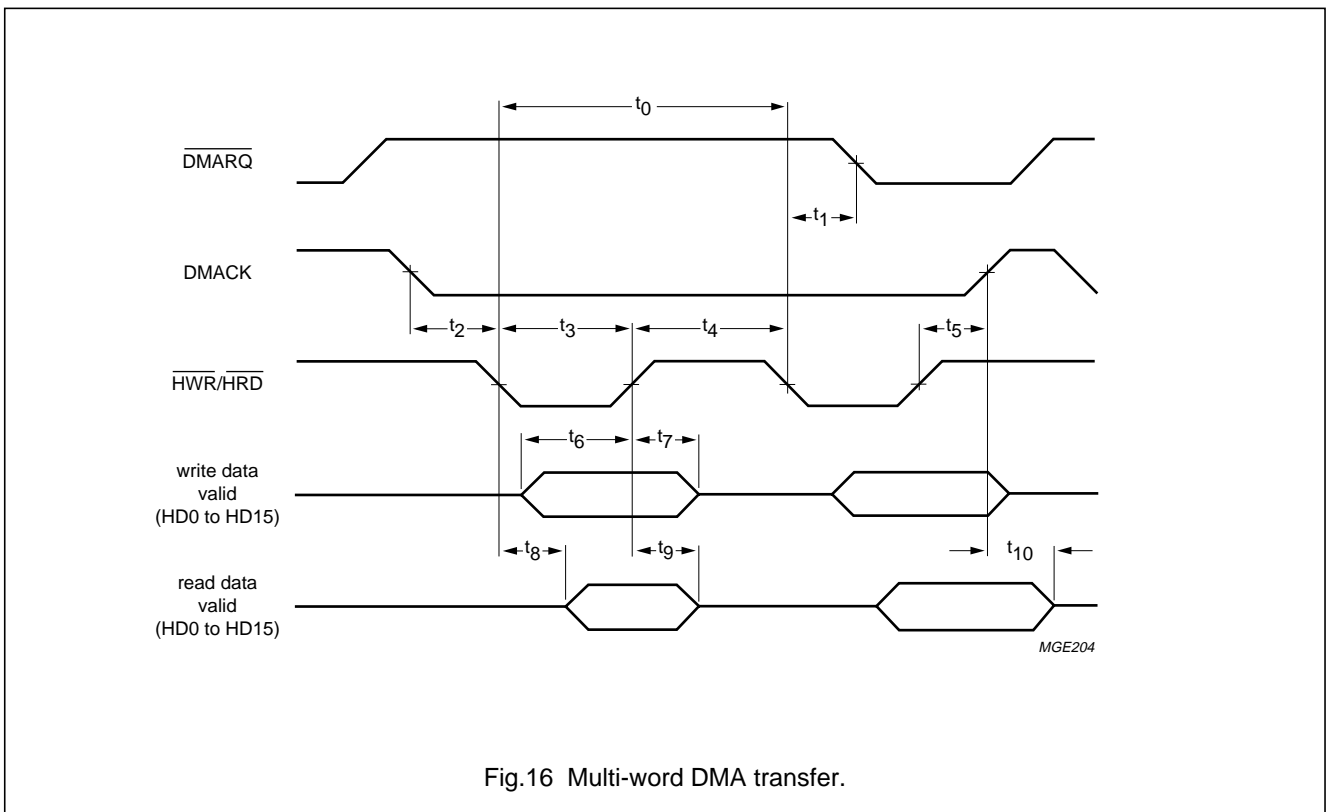 t0
DMARQ
t1
DMACK
t2 t3 t4 t5
HWR/HRD
t6 t7
write data
valid
(HD0 to HD15)
t8 t9 t10
read data
valid
(HD0 to HD15)
MGE204
Fig.16 Multi-word DMA transfer.